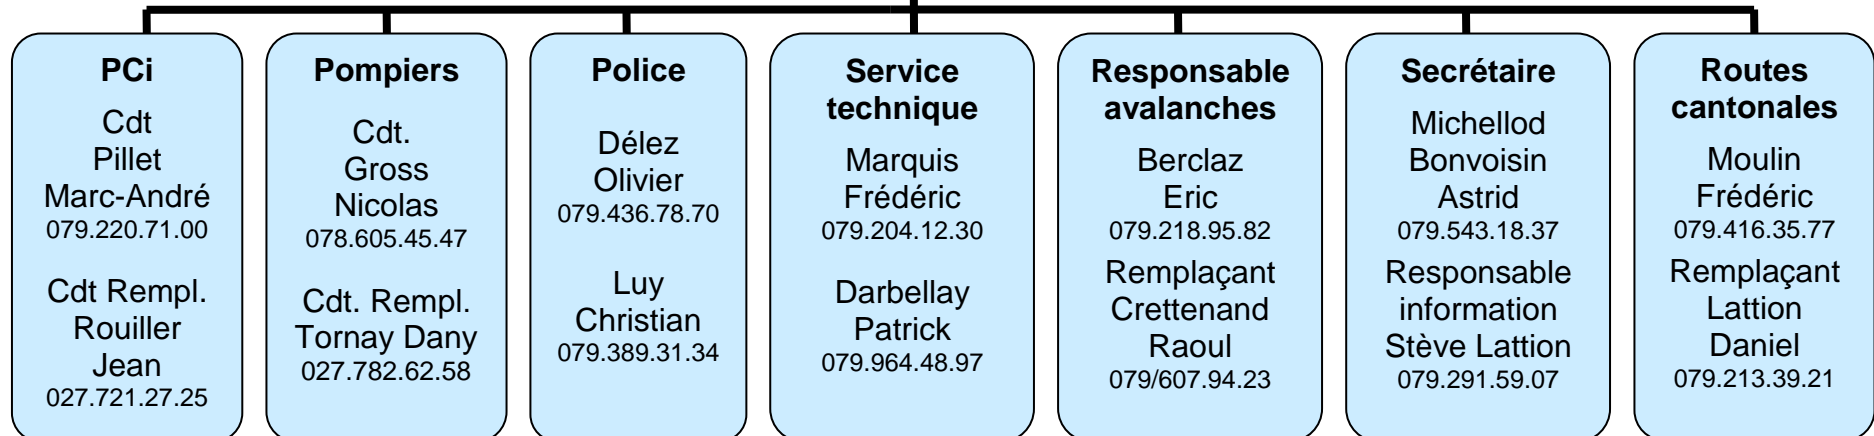 PCi
Cdt
Pillet
Marc-André
079.220.71.00
Cdt Rempl.
Rouiller
Jean
027.721.27.25
Pompiers
Cdt.
Gross
Nicolas
078.605.45.47
Cdt. Rempl.
Tornay Dany
027.782.62.58
Police
Délez
Olivier
079.436.78.70
Luy
Christian
079.389.31.34
Service
technique
Marquis
Frédéric
079.204.12.30
Darbellay
Patrick
079.964.48.97
Responsable
avalanches
Berclaz
Eric
079.218.95.82
Remplaçant
Crettenand
Raoul
079/607.94.23
Secrétaire
Michellod
Bonvoisin
Astrid
079.543.18.37
Responsable
information
Stève Lattion
079.291.59.07
Routes
cantonales
Moulin
Frédéric
079.416.35.77
Remplaçant
Lattion
Daniel
079.213.39.21